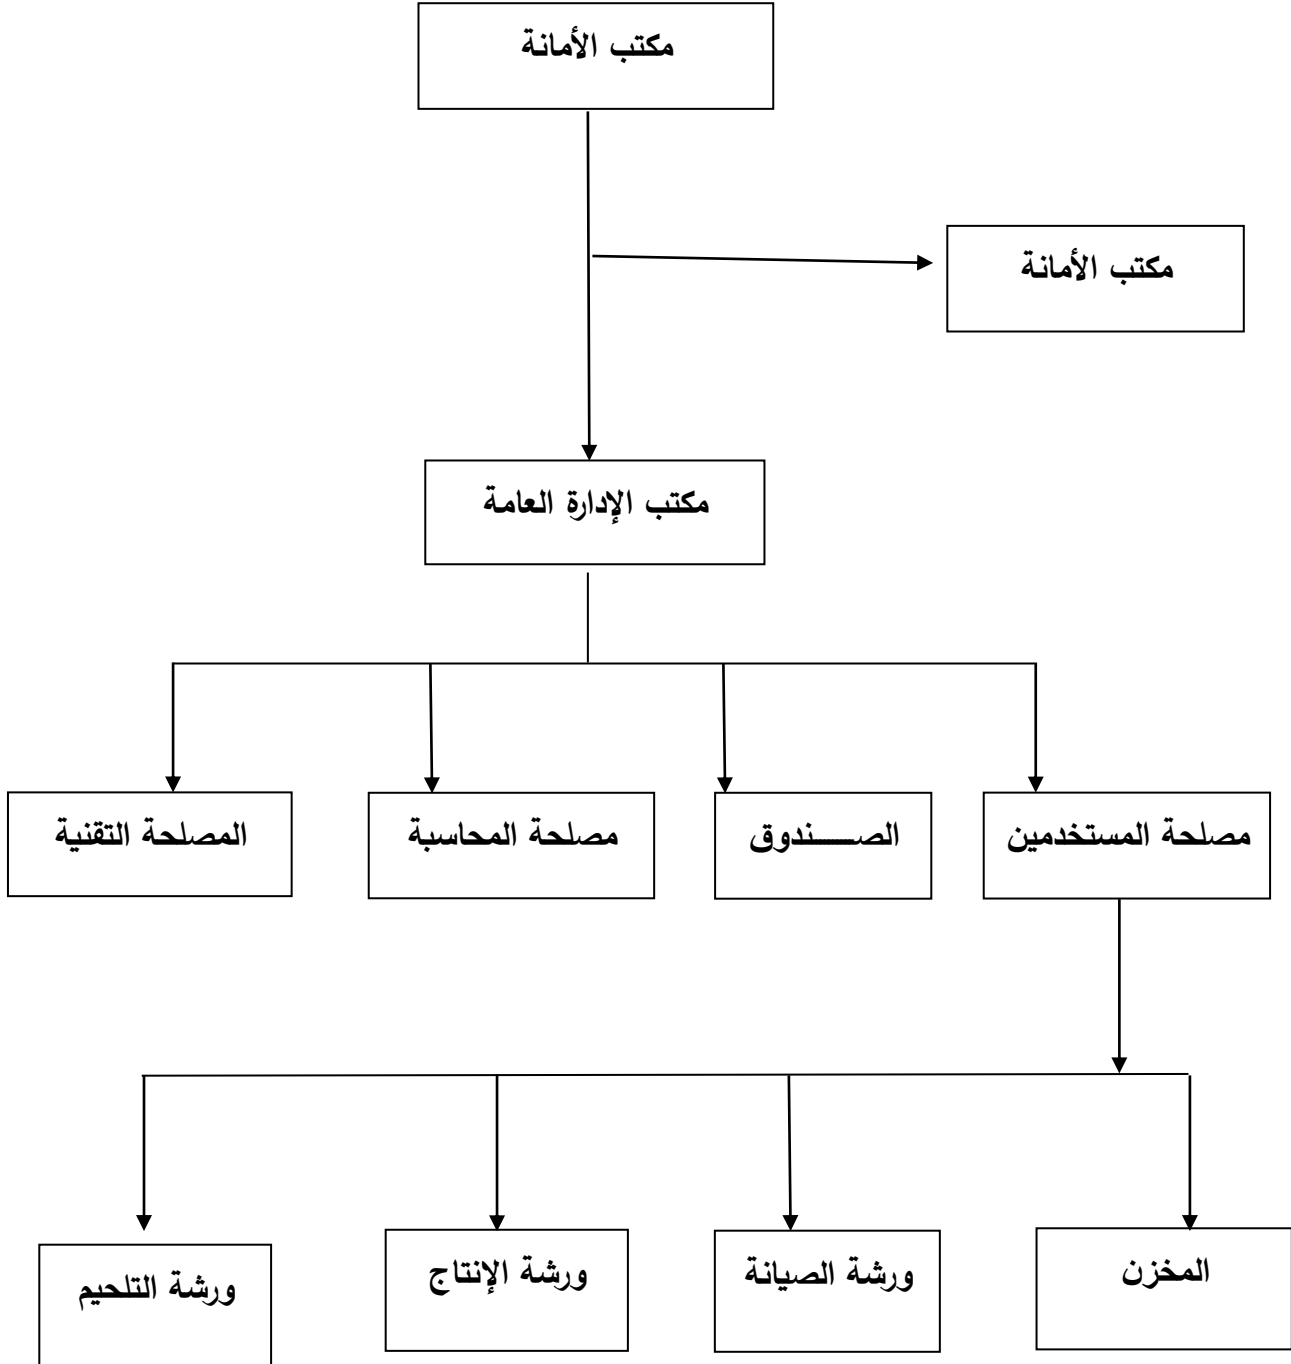 مكتب الأمانة
مكتب الأمانة
مكتب الإدارة العامة
مصلحة المستخدمين
الصـــــندوق
مصلحة المحاسبة
المصلحة التقنية
المخزن
ورشة الصيانة
ورشة الإنتاج
ورشة التلحيم